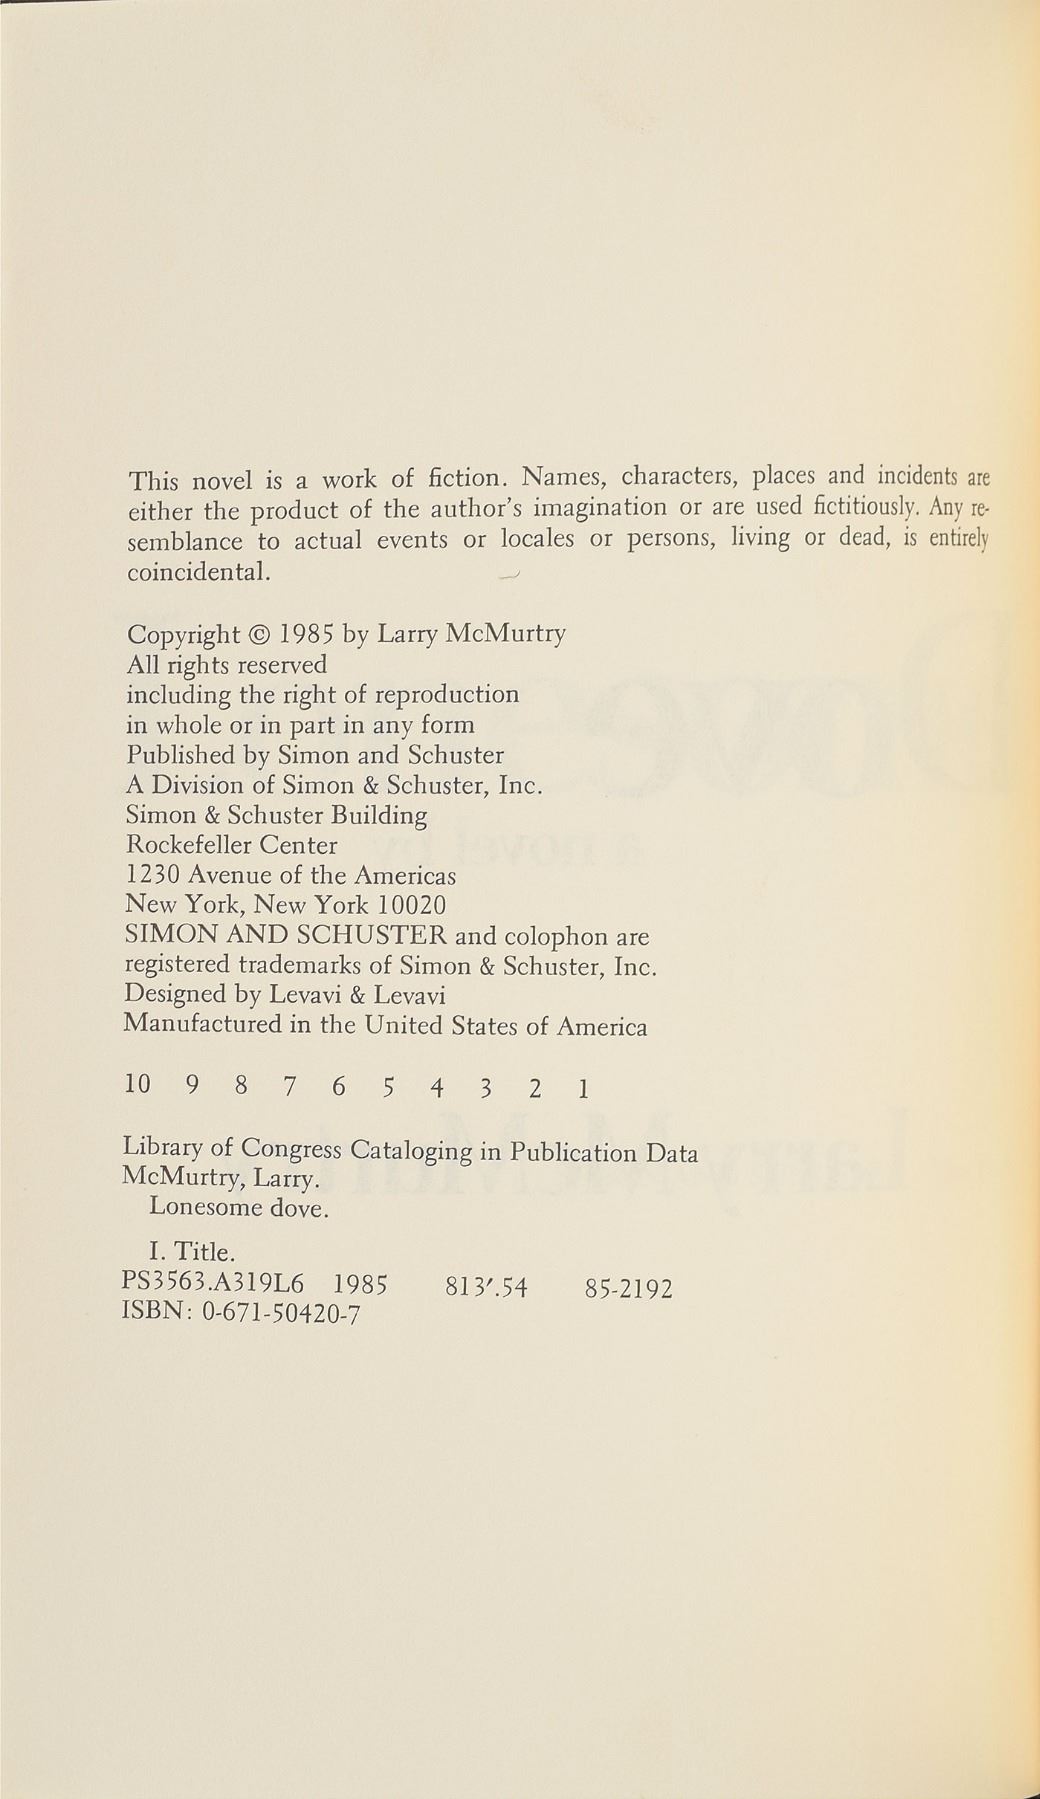 This novel is a work of fiction. Names, characters, places and incidents are
either the product of the author's imagination or are used fictitiously. Any re-
semblance to actual events or locales or persons, living or dead, is entirely
coincidental.
Copyright © 1985 by Larry McMurtry
All rights reserved
including the right of reproduction
in whole or in part in any form
Published by Simon and Schuster
A Division of Simon & Schuster, Inc.
Simon & Schuster Building
Rockefeller Center
1230 Avenue of the Americas
New York, New York 10020
SIMON AND SCHUSTER and colophon are
registered trademarks of Simon & Schuster, Inc.
Designed by Levavi & Levavi
Manufactured in the United States of America
10 9 8 7 6 5 4 3 2 1
Library of Congress Cataloging in Publication Data
McMurtry, Larry.
Lonesome dove.
I. Title.
PS3563.A319L6 1985 813′.54 85-2192
ISBN: 0-671-50420-7